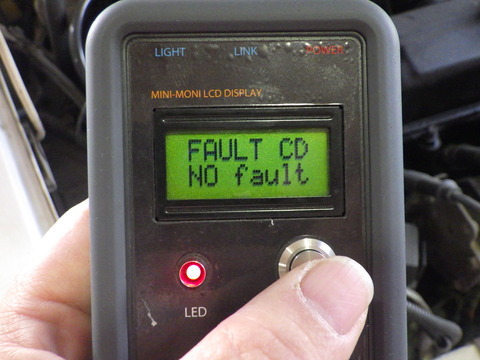 LIGHT LINK POWER
MINI-MONI LCD DISPLAY
FAULT CD
NO fault
LED